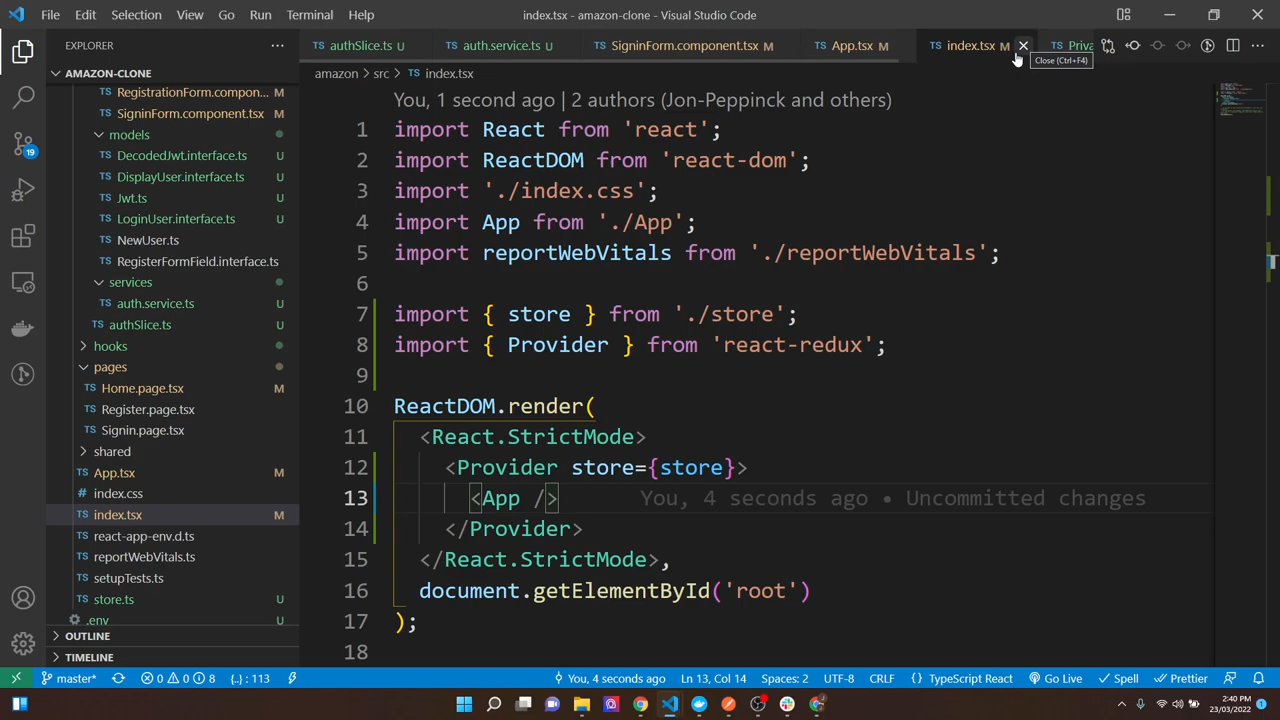 File Edit Selection View Go Run Terminal Help
index.tsx - amazon-clone - Visual Studio Code
EXPLORER
AMAZON-CLONE
RegistrationForm.compon... M
SigninForm.component.tsx M
models
DecodedJwt.interface.ts U
DisplayUser.interface.ts U
Jwt.ts U
LoginUser.interface.ts U
NewUser.ts
RegisterFormField.interface.ts
services
auth.service.ts U
authSlice.ts U
hooks
pages
Home.page.tsx M
Register.page.tsx
Signin.page.tsx
shared
App.tsx M
index.css
index.tsx M
react-app-env.d.ts
reportWebVitals.ts
setupTests.ts
store.ts U
.env U
OUTLINE
TIMELINE
19
TS authSlice.ts U
TS auth.service.ts U
TS SigninForm.component.tsx M
TS App.tsx M
TS index.tsx M
TS Priva
Close (Ctrl+F4)
amazon > src > TS index.tsx
You, 1 second ago | 2 authors (Jon-Peppinck and others)
1 import React from 'react';
2 import ReactDOM from 'react-dom';
3 import './index.css';
4 import App from './App';
5 import reportWebVitals from './reportWebVitals';
6
7 import { store } from './store';
8 import { Provider } from 'react-redux';
9
10 ReactDOM.render(
11 <React.StrictMode>
12 <Provider store={store}>
13 <App /> You, 4 seconds ago • Uncommitted changes
14 </Provider>
15 </React.StrictMode>,
16 document.getElementById('root')
17 );
18
master* 0 0 8 {..} : 113
You, 4 seconds ago Ln 13, Col 14 Spaces: 2 UTF-8 CRLF {} TypeScript React Go Live Spell Prettier
2:40 PM
23/03/2022